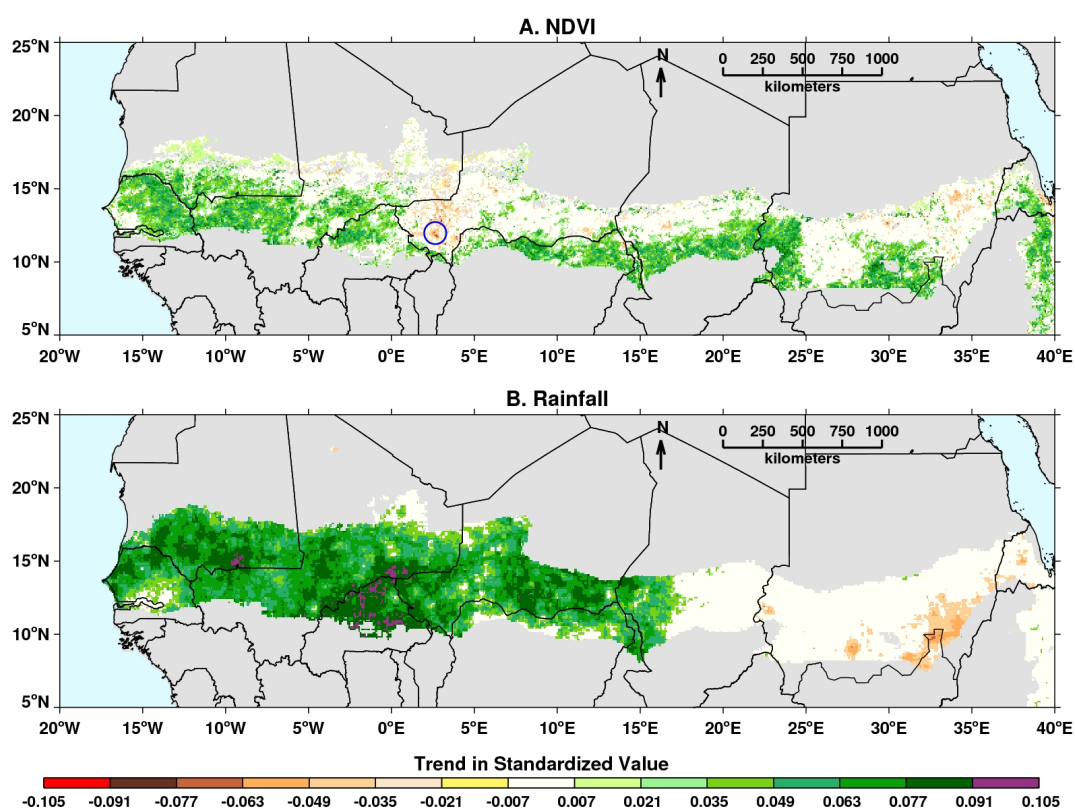 A. NDVI
25°N
20°N
15°N
10°N
5°N
N
0 250 500 750 1000
kilometers
20°W 15°W 10°W 5°W 0°E 5°E 10°E 15°E 20°E 25°E 30°E 35°E 40°E
B. Rainfall
25°N
20°N
15°N
10°N
5°N
N
0 250 500 750 1000
kilometers
20°W 15°W 10°W 5°W 0°E 5°E 10°E 15°E 20°E 25°E 30°E 35°E 40°E
Trend in Standardized Value
-0.105 -0.091 -0.077 -0.063 -0.049 -0.035 -0.021 -0.007 0.007 0.021 0.035 0.049 0.063 0.077 0.091 0.105